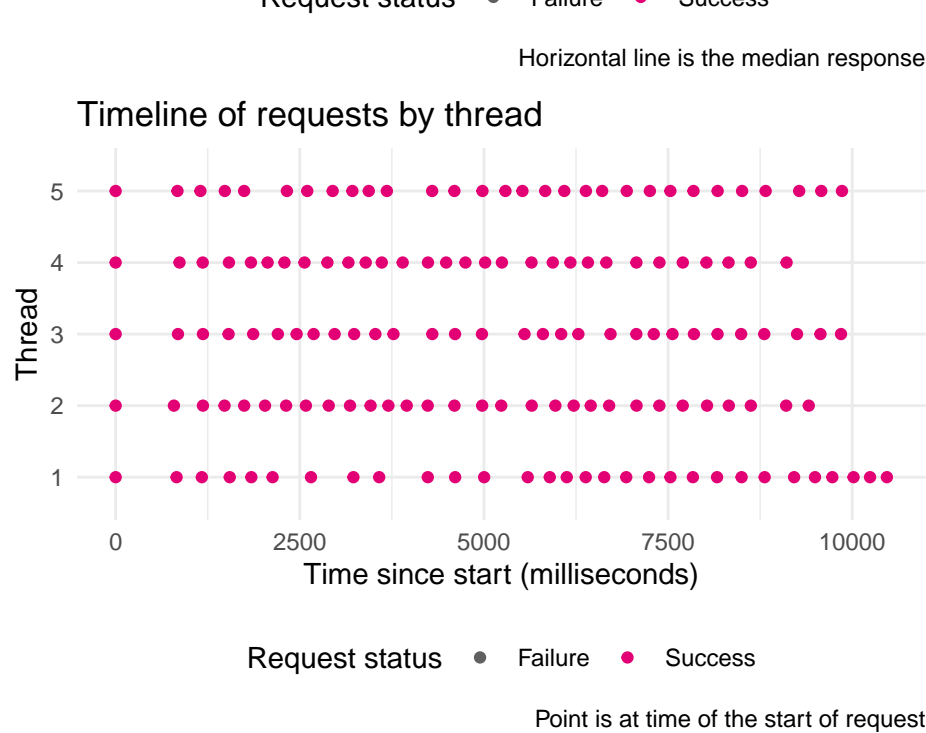 Request status Failure Success
Horizontal line is the median response
Timeline of requests by thread
5
4
3
2
1
Thread
0 2500 5000 7500 10000
Time since start (milliseconds)
Request status Failure Success
Point is at time of the start of request